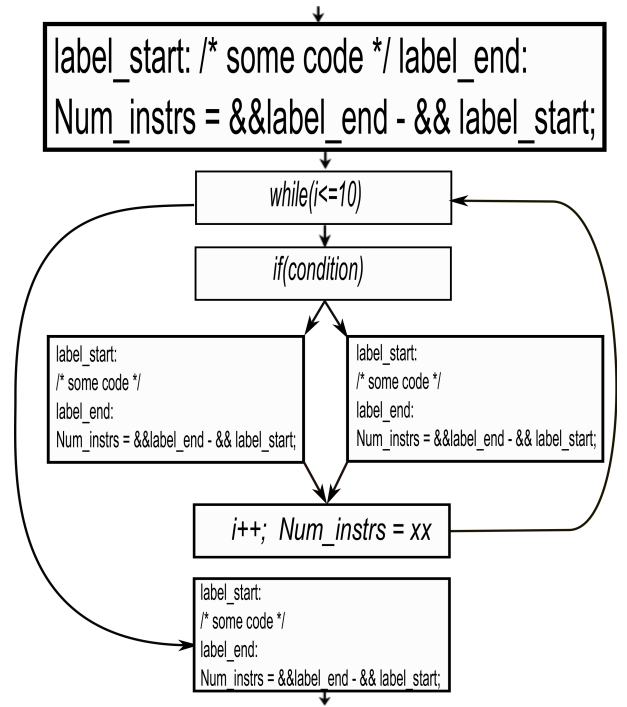 label_start: /* some code */ label_end:
Num_instrs = &&label_end - && label_start;
while(i<=10)
if(condition)
label_start:
/* some code */
label_end:
Num_instrs = &&label_end - && label_start;
label_start:
/* some code */
label_end:
Num_instrs = &&label_end - && label_start;
i++; Num_instrs = xx
label_start:
/* some code */
label_end:
Num_instrs = &&label_end - && label_start;